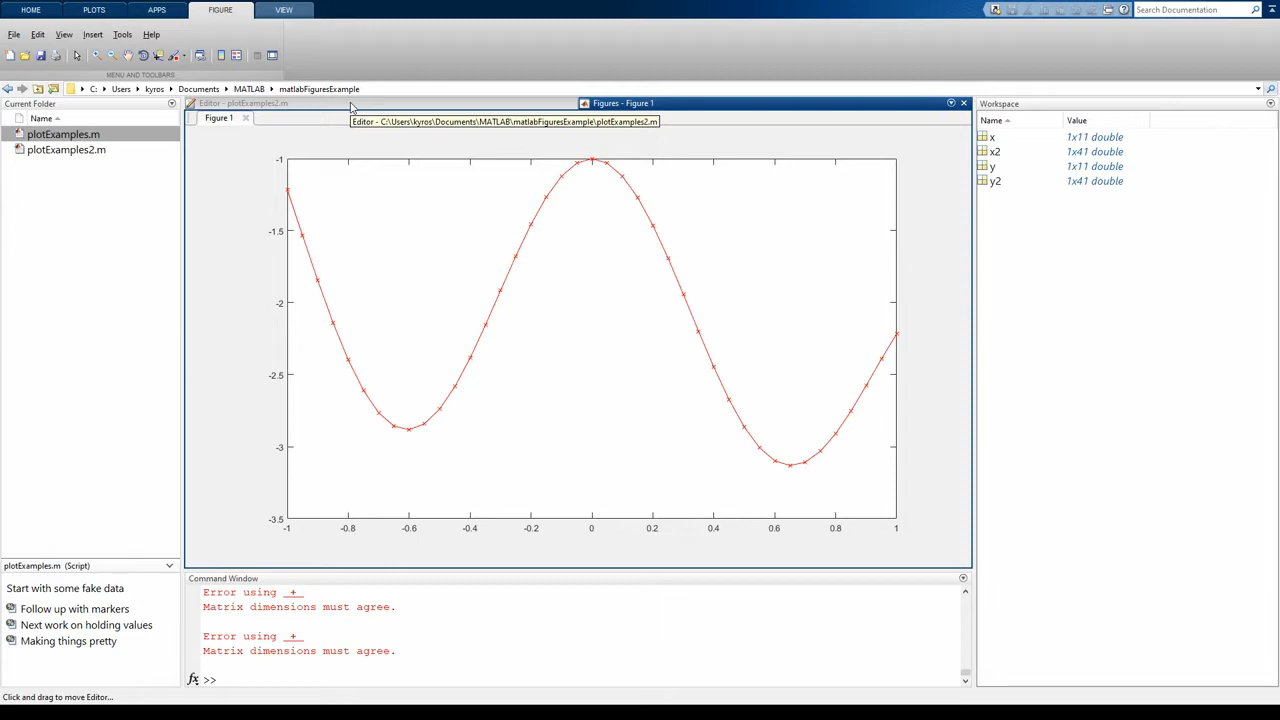 HOME PLOTS APPS FIGURE VIEW Search Documentation
File Edit View Insert Tools Help
MENU AND TOOLBARS
C: Users kyros Documents MATLAB matlabFiguresExample
Current Folder
Name
plotExamples.m
plotExamples2.m
plotExamples.m (Script)
Start with some fake data
Follow up with markers
Next work on holding values
Making things pretty
Click and drag to move Editor...
Editor - plotExamples2.m
Figures - Figure 1
Figure 1
Editor - C:\Users\kyros\Documents\MATLAB\matlabFiguresExample\plotExamples2.m
-1
-1.5
-2
-2.5
-3
-3.5
-1 -0.8 -0.6 -0.4 -0.2 0 0.2 0.4 0.6 0.8 1
Command Window
Error using +
Matrix dimensions must agree.
Error using +
Matrix dimensions must agree.
fx >>
Workspace
Name Value
x 1x11 double
x2 1x41 double
y 1x11 double
y2 1x41 double